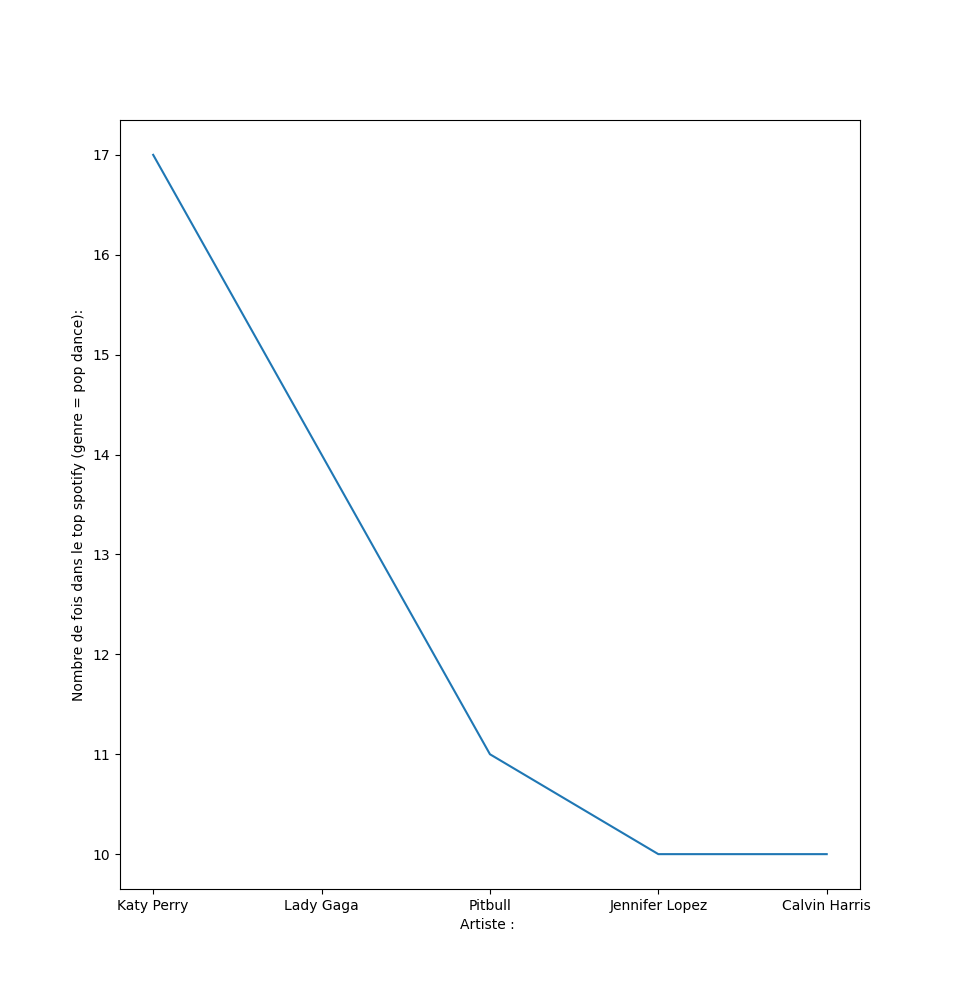 17
16
15
14
13
12
11
10
Nombre de fois dans le top spotify (genre = pop dance):
Katy Perry
Lady Gaga
Pitbull
Jennifer Lopez
Calvin Harris
Artiste :